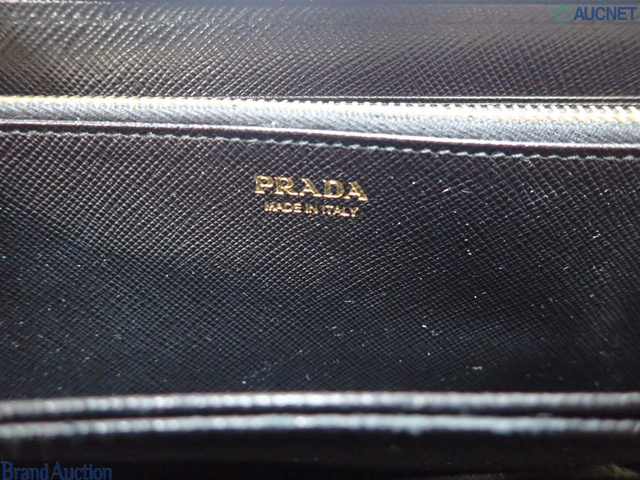 AUCNET
PRADA
MADE IN ITALY
Brand Auction